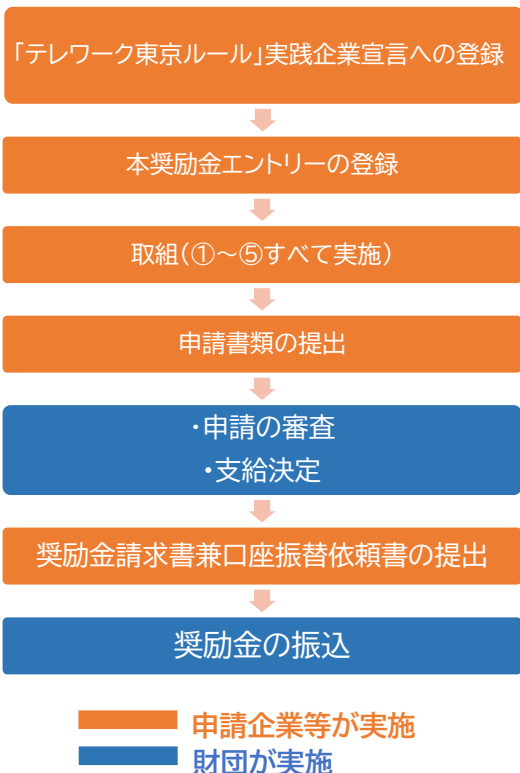 「テレワーク東京ルール」実践企業宣言への登録
本奨励金エントリーの登録
取組(①～⑤すべて実施)
申請書類の提出
・申請の審査
・支給決定
奨励金請求書兼口座振替依頼書の提出
奨励金の振込
申請企業等が実施
財団が実施